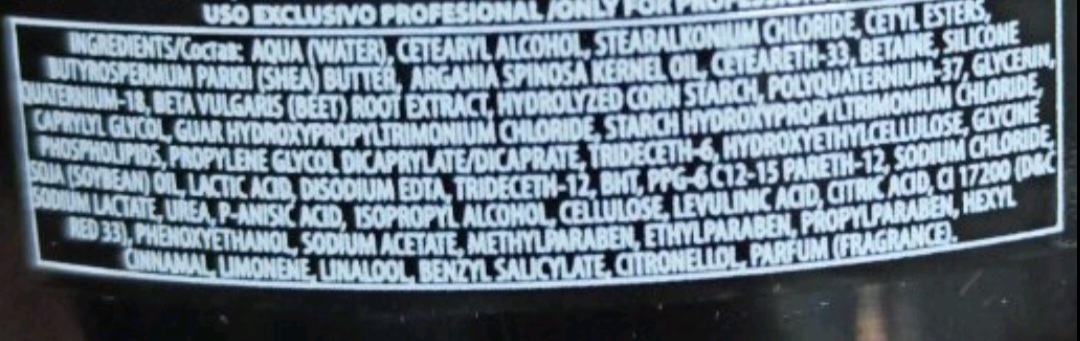 USO EXCLUSIVO PROFESIONAL /ONLY FOR
INGREDIENTS/Состав: AQUA (WATER), CETEARYL ALCOHOL, STEARALKONIUM CHLORIDE, CETYL ESTERS,
BUTYROSPERMUM PARKII (SHEA) BUTTER, ARGANIA SPINOSA KERNEL OIL, CETEARETH-33, BETAINE, SILICONE
QUATERNIUM-18, BETA VULGARIS (BEET) ROOT EXTRACT, HYDROLYZED CORN STARCH, POLYQUATERNIUM-37, GLYCERIN,
CAPRYLYL GLYCOL, GUAR HYDROXYPROPYLTRIMONIUM CHLORIDE, STARCH HYDROXYPROPYLTRIMONIUM CHLORIDE,
PHOSPHOLIPIDS, PROPYLENE GLYCOL DICAPRYLATE/DICAPRATE, TRIDECETH-6, HYDROXYETHYLCELLULOSE, GLYCINE
SOJA (SOYBEAN) OIL, LACTIC ACID, DISODIUM EDTA, TRIDECETH-12, BHT, PPG-6 C12-15 PARETH-12, SODIUM CHLORIDE,
SODIUM LACTATE, UREA, P-ANISIC ACID, ISOPROPYL ALCOHOL, CELLULOSE, LEVULINIC ACID, CITRIC ACID, CI 17200 (D&C
RED 33), PHENOXYETHANOL, SODIUM ACETATE, METHYLPARABEN, ETHYLPARABEN, PROPYLPARABEN, HEXYL
CINNAMAL, LIMONENE, LINALOOL, BENZYL SALICYLATE, CITRONELLOL, PARFUM (FRAGRANCE).